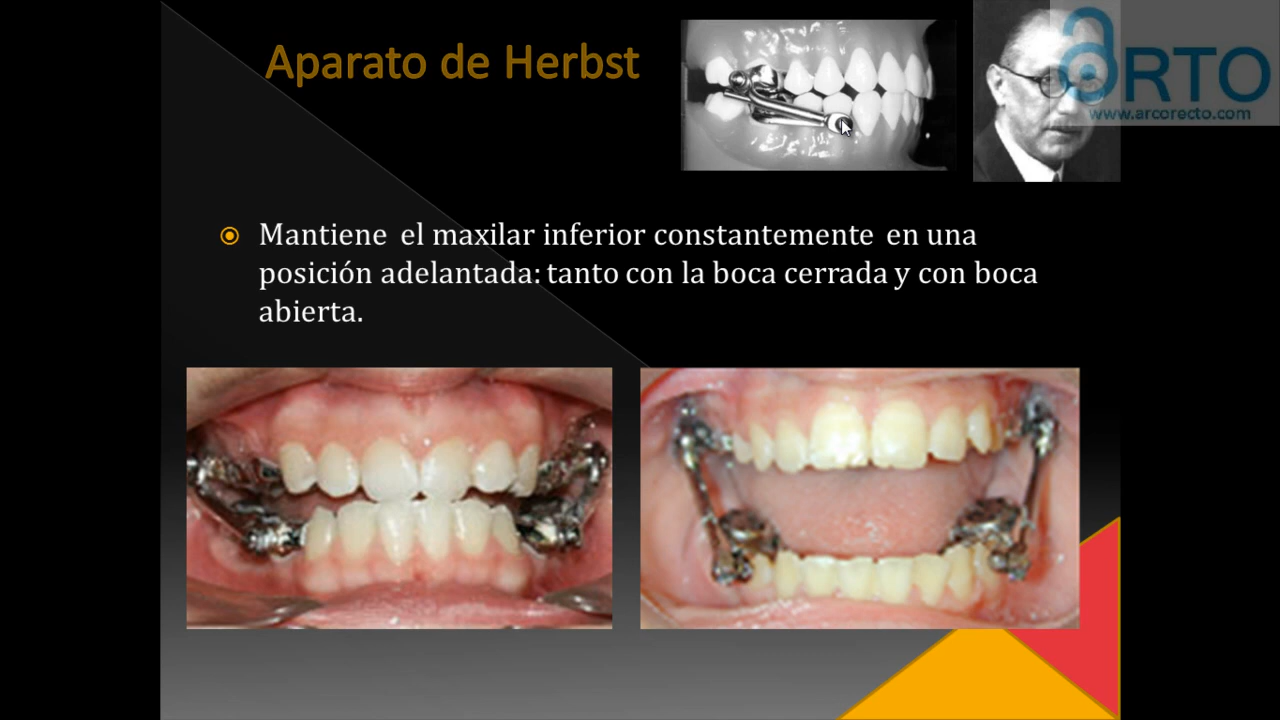 Aparato de Herbst
aRTO
www.arcorecto.com
Mantiene el maxilar inferior constantemente en una
posición adelantada: tanto con la boca cerrada y con boca
abierta.